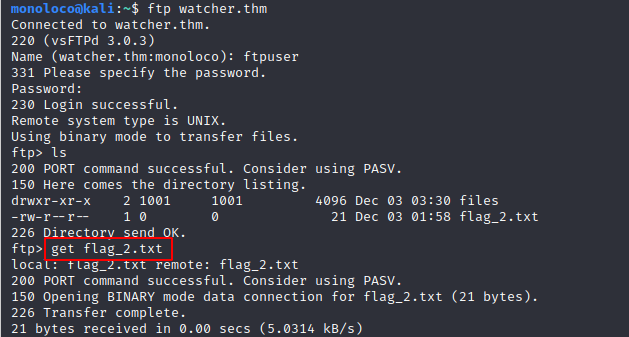 monoloco@kali:~$ ftp watcher.thm
Connected to watcher.thm.
220 (vsFTPd 3.0.3)
Name (watcher.thm:monoloco): ftpuser
331 Please specify the password.
Password:
230 Login successful.
Remote system type is UNIX.
Using binary mode to transfer files.
ftp> ls
200 PORT command successful. Consider using PASV.
150 Here comes the directory listing.
drwxr-xr-x    2 1001     1001         4096 Dec 03 03:30 files
-rw-r--r--    1 0        0              21 Dec 03 01:58 flag_2.txt
226 Directory send OK.
ftp> get flag_2.txt
local: flag_2.txt remote: flag_2.txt
200 PORT command successful. Consider using PASV.
150 Opening BINARY mode data connection for flag_2.txt (21 bytes).
226 Transfer complete.
21 bytes received in 0.00 secs (5.0314 kB/s)